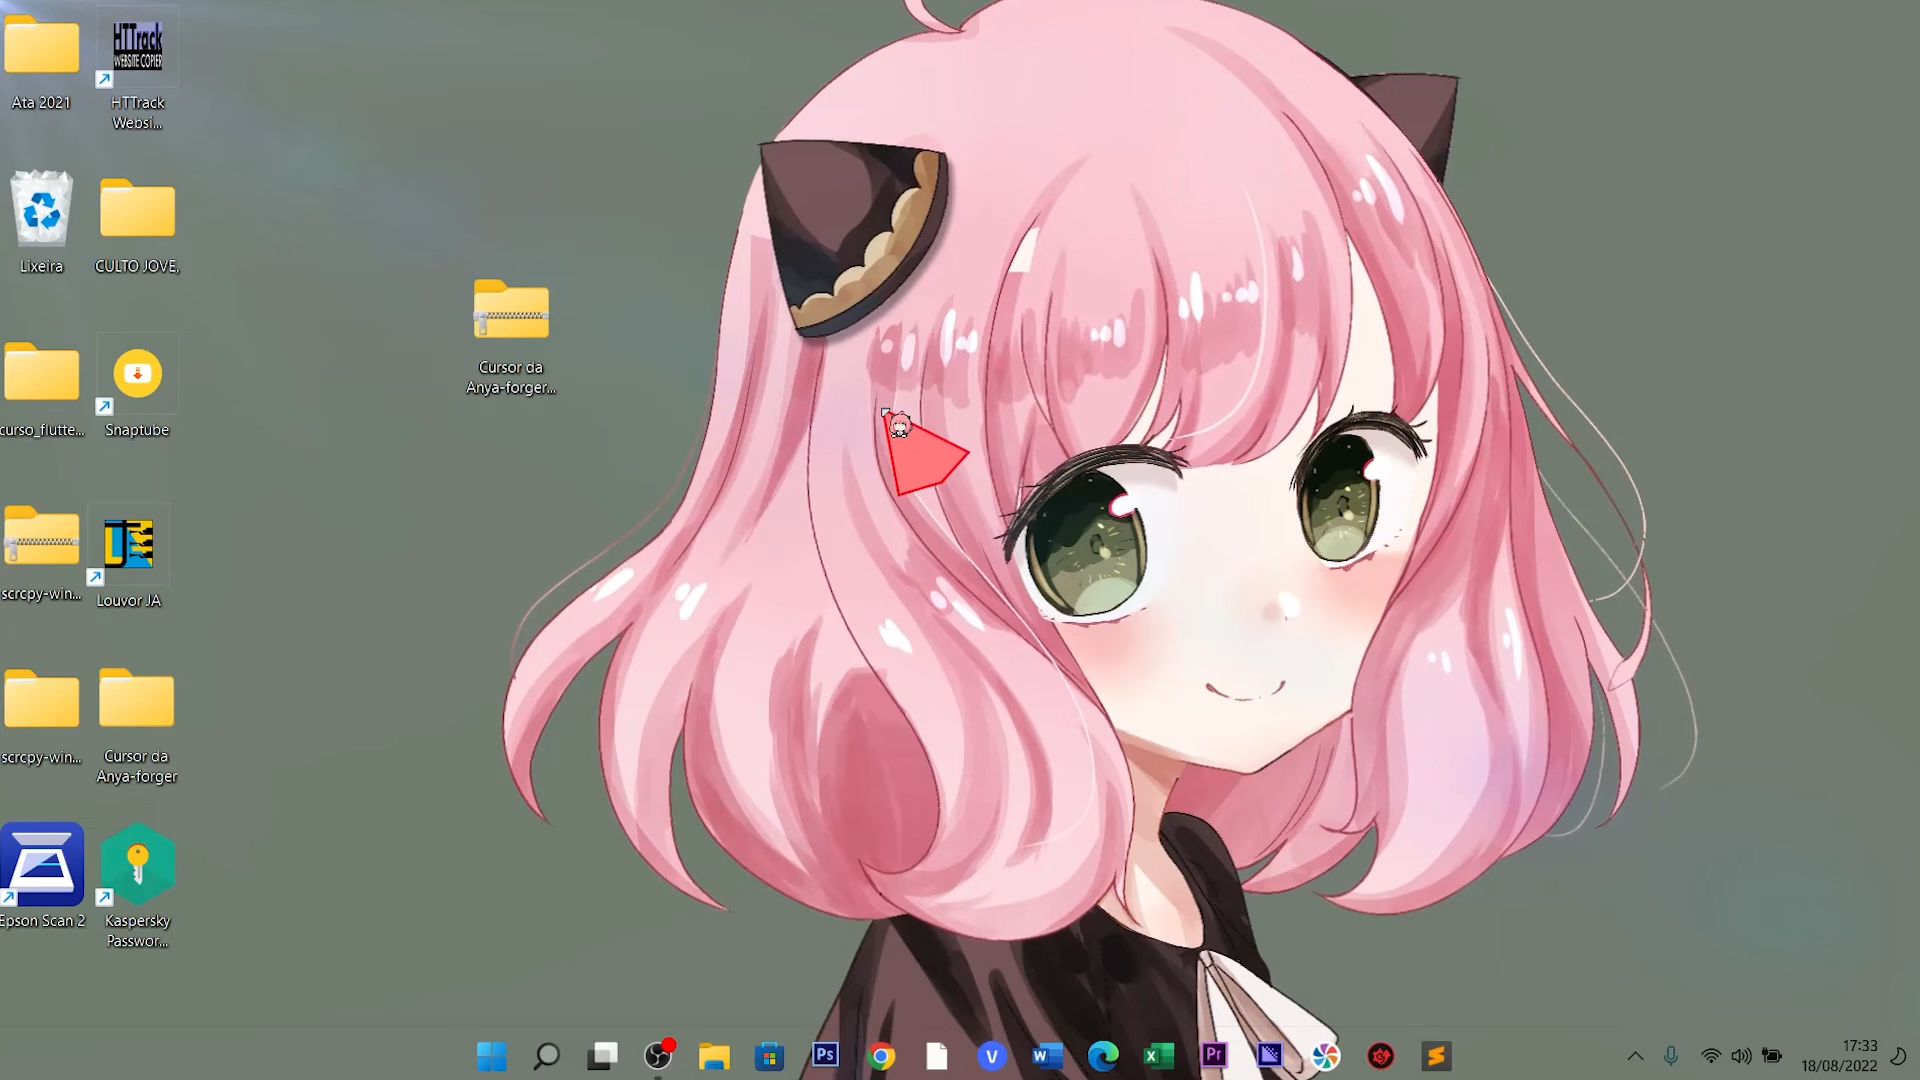 Ata 2021
HTTrack
WEBSITE COPIER
HTTrack
Websi...
Lixeira
CULTO JOVE,
curso_flutte...
Snaptube
Cursor da
Anya-forger...
scrcpy-win...
Louvor JA
scrcpy-win...
Cursor da
Anya-forger
Epson Scan 2
Kaspersky
Passwor...
Ps
V
W
X
Pr
S
17:33
18/08/2022